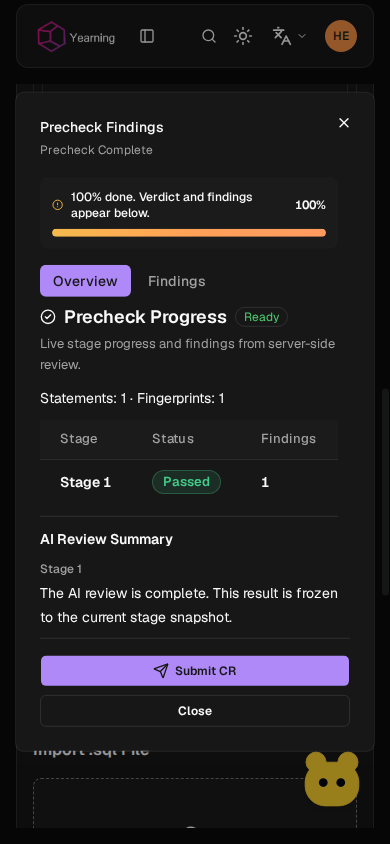 Yearning
HE
Precheck Findings
Precheck Complete
100% done. Verdict and findings
appear below.
100%
Overview
Findings
Precheck Progress
Ready
Live stage progress and findings from server-side
review.
Statements: 1 · Fingerprints: 1
Stage Status Findings
Stage 1 Passed 1
AI Review Summary
Stage 1
The AI review is complete. This result is frozen
to the current stage snapshot.
Submit CR
Close
Import .sql File